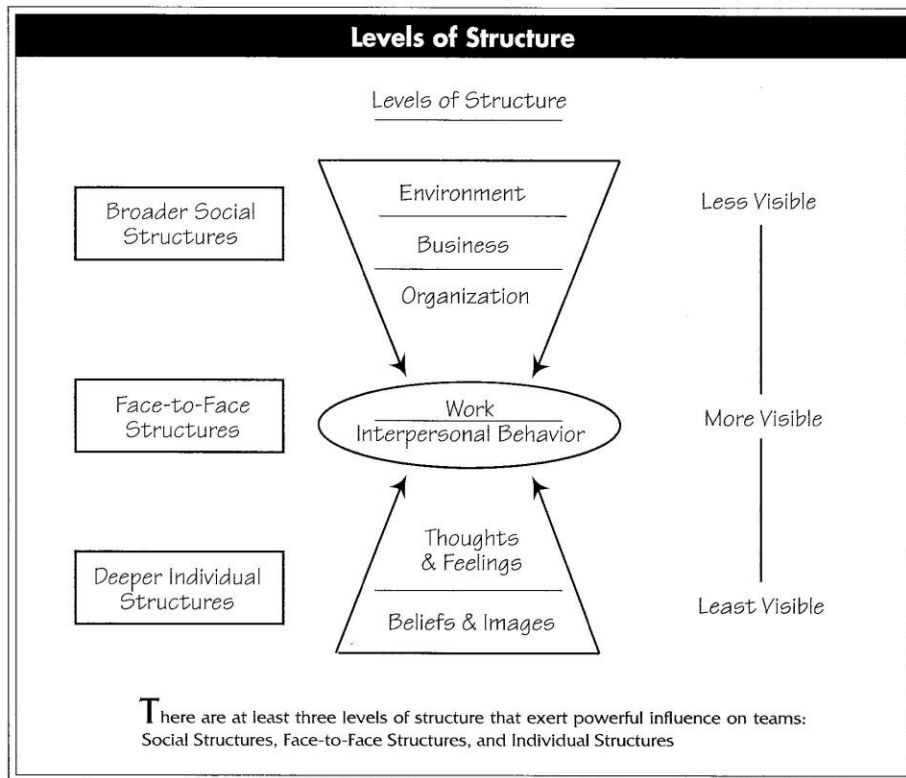 Levels of Structure
Levels of Structure
Broader Social
Structures
Environment
Business
Organization
Less Visible
Face-to-Face
Structures
Work
Interpersonal Behavior
More Visible
Deeper Individual
Structures
Thoughts
& Feelings
Beliefs & Images
Least Visible
There are at least three levels of structure that exert powerful influence on teams:
Social Structures, Face-to-Face Structures, and Individual Structures